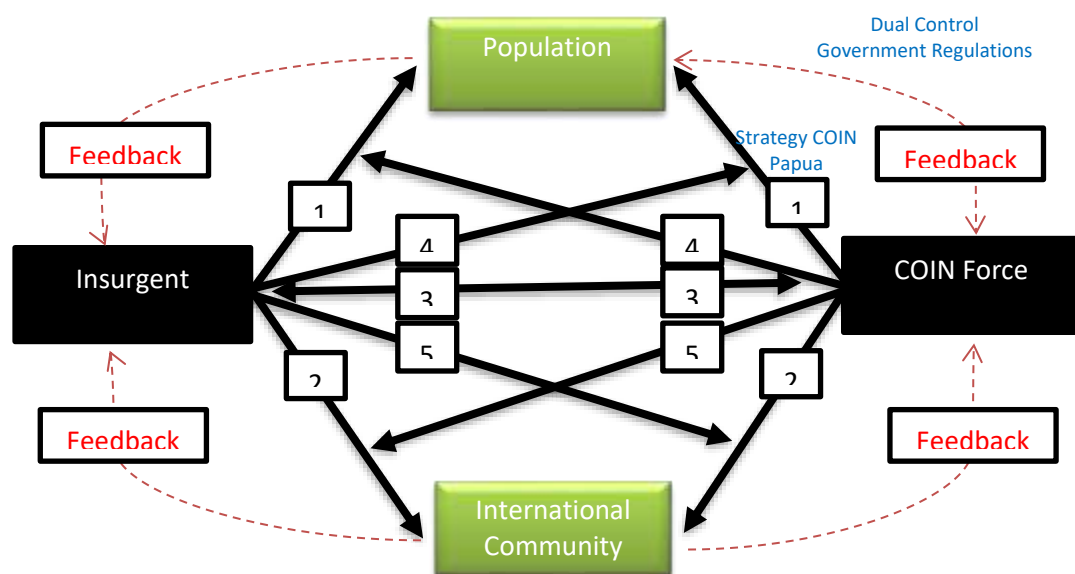 Population
Dual Control
Government Regulations
Feedback
Feedback
Strategy COIN
Papua
1
1
4
4
Insurgent
COIN Force
3
3
5
5
2
2
Feedback
Feedback
International
Community